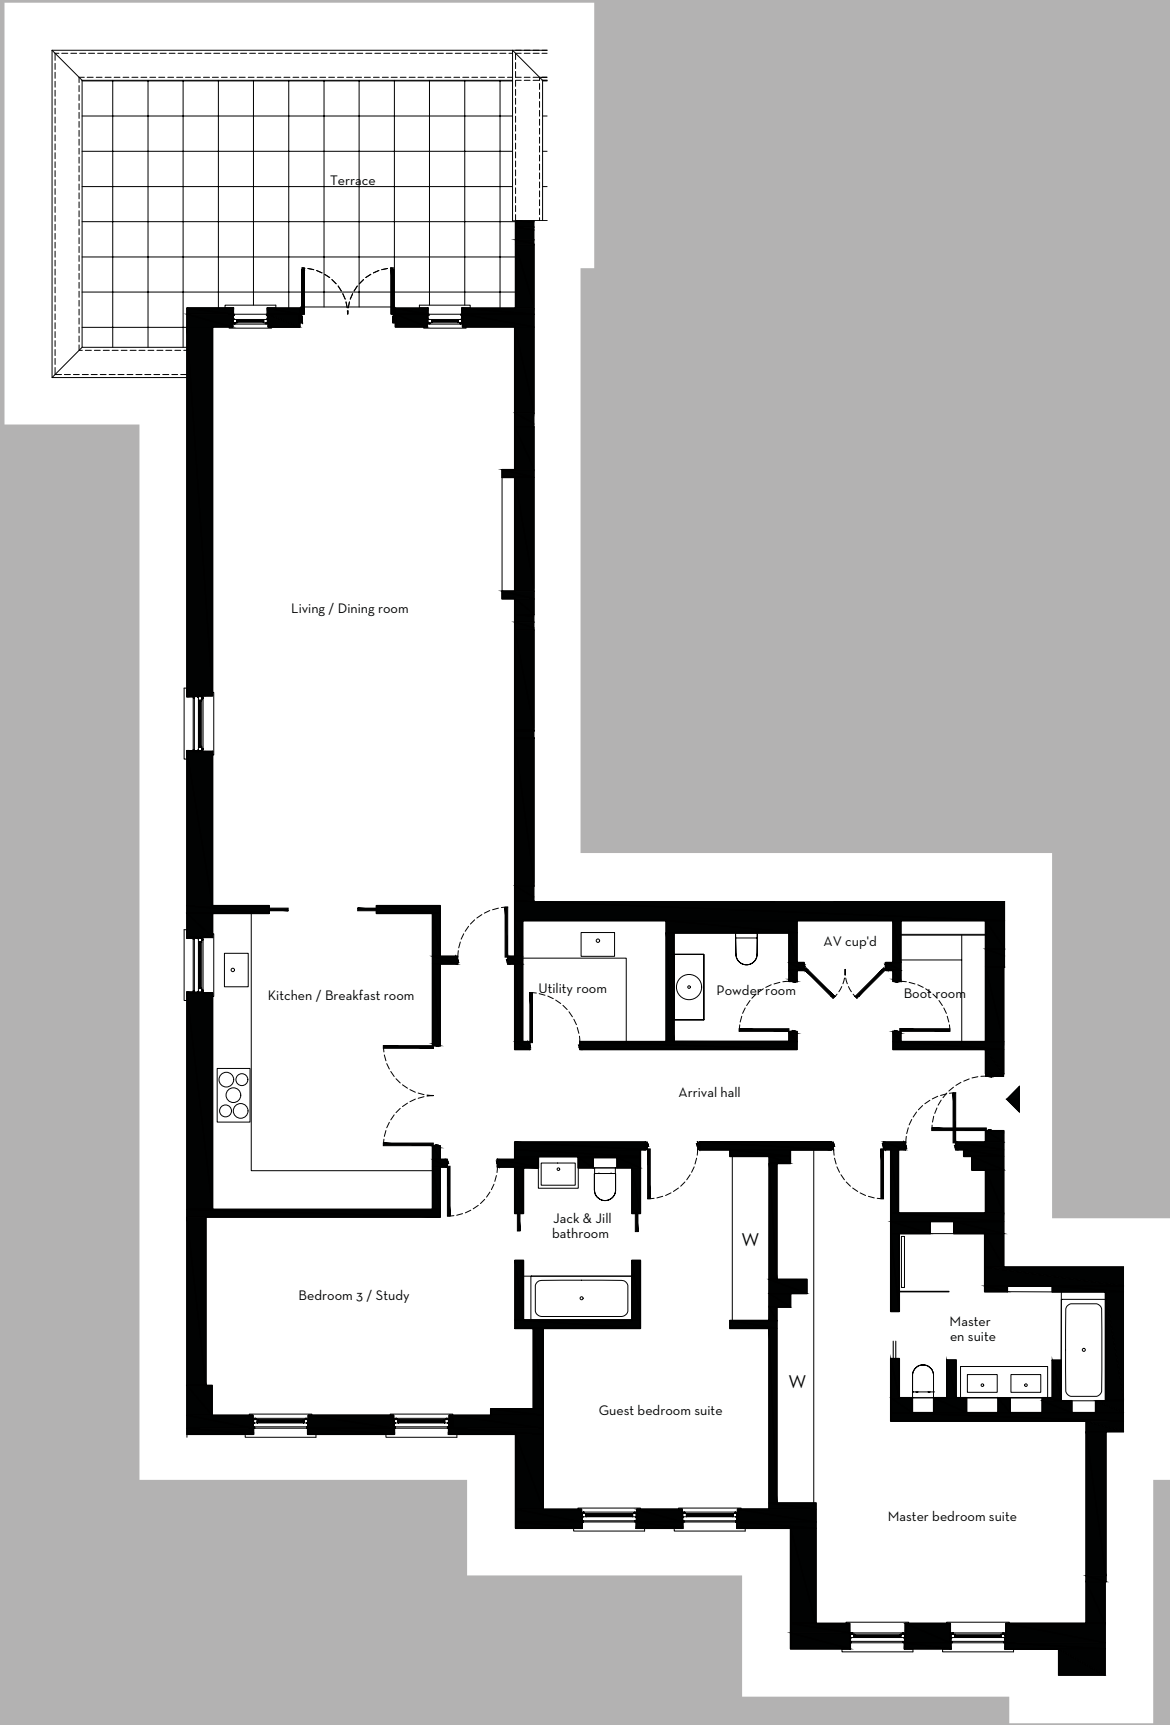 Terrace
Living / Dining room
AV cup'd
Utility room
Powder room
Boot room
Kitchen / Breakfast room
Arrival hall
Jack & Jill
bathroom
W
Bedroom 3 / Study
Master
en suite
W
Guest bedroom suite
Master bedroom suite